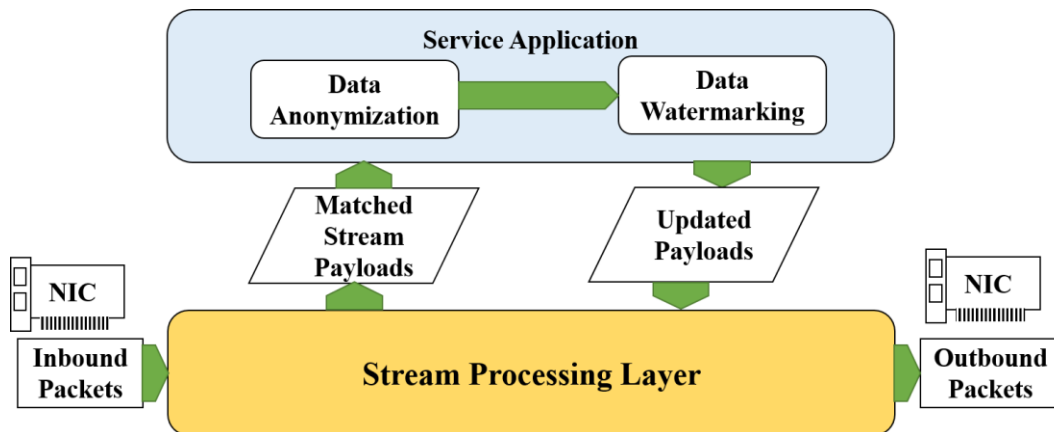 Service Application
Data
Anonymization
Data
Watermarking
Matched
Stream
Payloads
Updated
Payloads
NIC
Inbound
Packets
Stream Processing Layer
NIC
Outbound
Packets